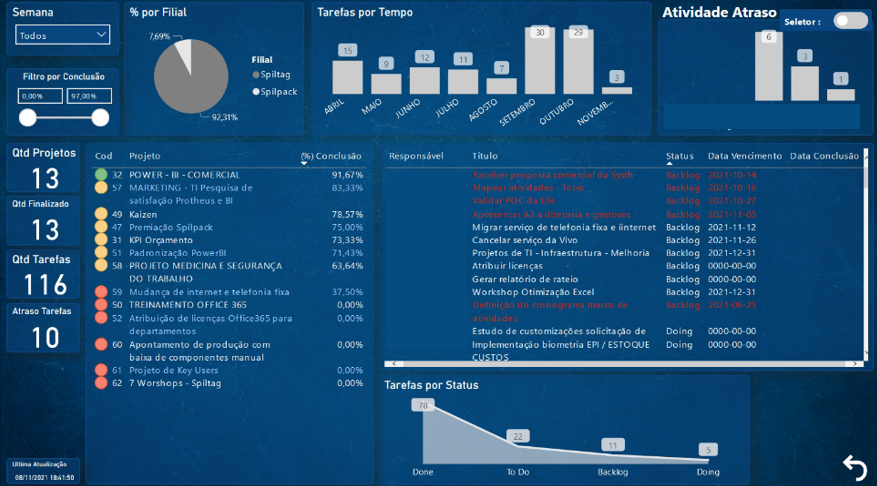 Semana
Todos
Filtro por Conclusão
0,00%
97,00%
% por Filial
7,69%
92,31%
Filial
Spiltag
Spilpack
Tarefas por Tempo
15
9
12
11
7
30
29
3
ABRIL
MAIO
JUNHO
JULHO
AGOSTO
SETEMBRO
OUTUBRO
NOVEMB...
Atividade Atraso
Seletor :
6
3
1
Qtd Projetos
13
Qtd Finalizado
13
Qtd Tarefas
116
Atraso Tarefas
10
Cod Projeto (%) Conclusão
32 POWER - BI - COMERCIAL 91,67%
57 MARKETING - TI Pesquisa de 83,33%
satisfação Protheus e BI
49 Kaizen 78,57%
47 Premiação Spilpack 75,00%
31 KPI Orçamento 73,33%
51 Padronização PowerBI 71,43%
58 PROJETO MEDICINA E SEGURANÇA 63,64%
DO TRABALHO
59 Mudança de internet e telefonia fixa 37,50%
50 TREINAMENTO OFFICE 365 0,00%
52 Atribuição de licenças Office365 para 0,00%
departamentos
60 Apontamento de produção com 0,00%
baixa de componentes manual
61 Projeto de Key Users 0,00%
62 7 Worshops - Spiltag 0,00%
Responsável Título Status Data Vencimento Data Conclusão
Receber proposta comercial da Systh Backlog 2021-10-14
Mapear atividades - Totvs Backlog 2021-10-16
Validar POC da Life Backlog 2021-10-27
Apresentar A3 a diretoria e gestores Backlog 2021-11-05
Migrar serviço de telefonia fixa e iinternet Backlog 2021-11-12
Cancelar serviço da Vivo Backlog 2021-11-26
Projetos de TI - Infraestrutura - Melhoria Backlog 2021-12-31
Atribuir licenças Backlog 0000-00-00
Gerar relatório de rateio Backlog 0000-00-00
Workshop Otimização Excel Backlog 2021-12-31
Definição do cronograma macro de Backlog 2021-06-25
atividades
Estudo de customizações solicitação de Doing 0000-00-00
Implementação biometria EPI / ESTOQUE Doing 0000-00-00
CUSTOS
Tarefas por Status
78
22
11
5
Done
To Do
Backlog
Doing
Ultima Atualização
08/11/2021 18:41:50